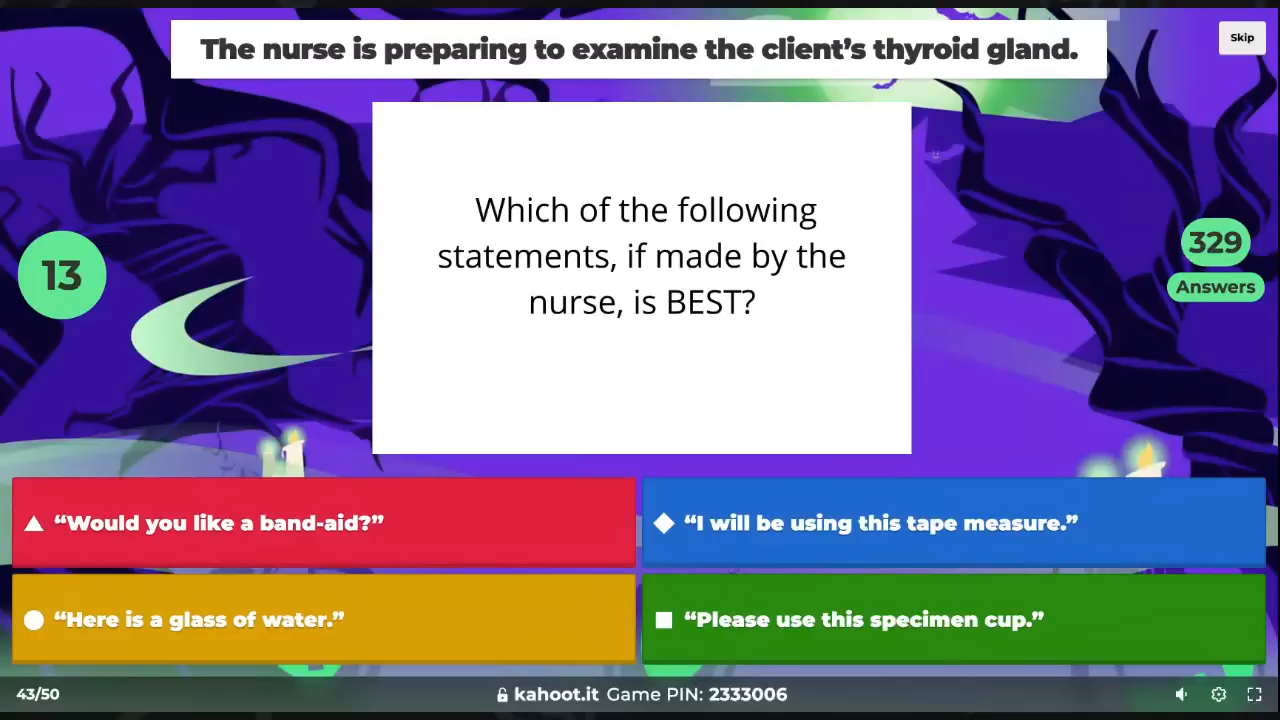 The nurse is preparing to examine the client’s thyroid gland.
Skip
Which of the following
statements, if made by the
nurse, is BEST?
13
329
Answers
“Would you like a band-aid?”
“I will be using this tape measure.”
“Here is a glass of water.”
“Please use this specimen cup.”
43/50
kahoot.it Game PIN: 2333006